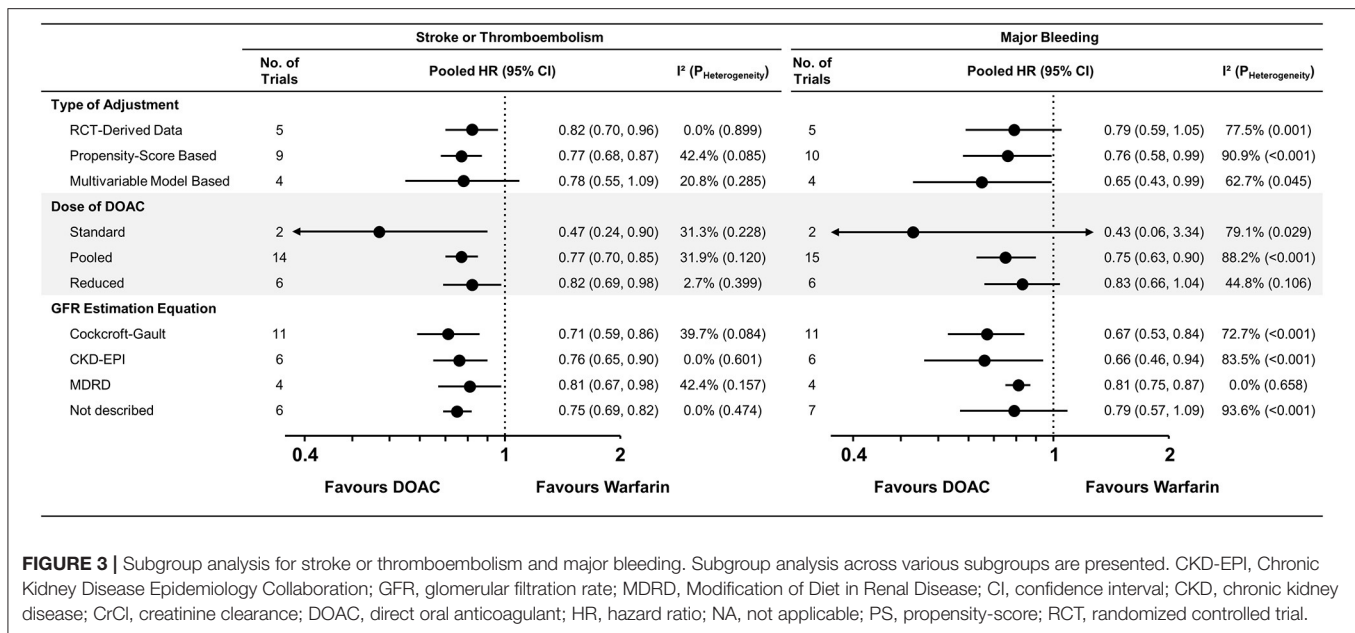 Stroke or Thromboembolism Major Bleeding
No. of Trials Pooled HR (95% CI) I² (PHeterogeneity) No. of Trials Pooled HR (95% CI) I² (PHeterogeneity)
Type of Adjustment
RCT-Derived Data 5 0.82 (0.70, 0.96) 0.0% (0.899) 5 0.79 (0.59, 1.05) 77.5% (0.001)
Propensity-Score Based 9 0.77 (0.68, 0.87) 42.4% (0.085) 10 0.76 (0.58, 0.99) 90.9% (<0.001)
Multivariable Model Based 4 0.78 (0.55, 1.09) 20.8% (0.285) 4 0.65 (0.43, 0.99) 62.7% (0.045)
Dose of DOAC
Standard 2 0.47 (0.24, 0.90) 31.3% (0.228) 2 0.43 (0.06, 3.34) 79.1% (0.029)
Pooled 14 0.77 (0.70, 0.85) 31.9% (0.120) 15 0.75 (0.63, 0.90) 88.2% (<0.001)
Reduced 6 0.82 (0.69, 0.98) 2.7% (0.399) 6 0.83 (0.66, 1.04) 44.8% (0.106)
GFR Estimation Equation
Cockcroft-Gault 11 0.71 (0.59, 0.86) 39.7% (0.084) 11 0.67 (0.53, 0.84) 72.7% (<0.001)
CKD-EPI 6 0.76 (0.65, 0.90) 0.0% (0.601) 6 0.66 (0.46, 0.94) 83.5% (<0.001)
MDRD 4 0.81 (0.67, 0.98) 42.4% (0.157) 4 0.81 (0.75, 0.87) 0.0% (0.658)
Not described 6 0.75 (0.69, 0.82) 0.0% (0.474) 7 0.79 (0.57, 1.09) 93.6% (<0.001)
0.4 1 2 0.4 1 2
Favours DOAC Favours Warfarin Favours DOAC Favours Warfarin
FIGURE 3 | Subgroup analysis for stroke or thromboembolism and major bleeding. Subgroup analysis across various subgroups are presented. CKD-EPI, Chronic
Kidney Disease Epidemiology Collaboration; GFR, glomerular filtration rate; MDRD, Modification of Diet in Renal Disease; CI, confidence interval; CKD, chronic kidney
disease; CrCl, creatinine clearance; DOAC, direct oral anticoagulant; HR, hazard ratio; NA, not applicable; PS, propensity-score; RCT, randomized controlled trial.